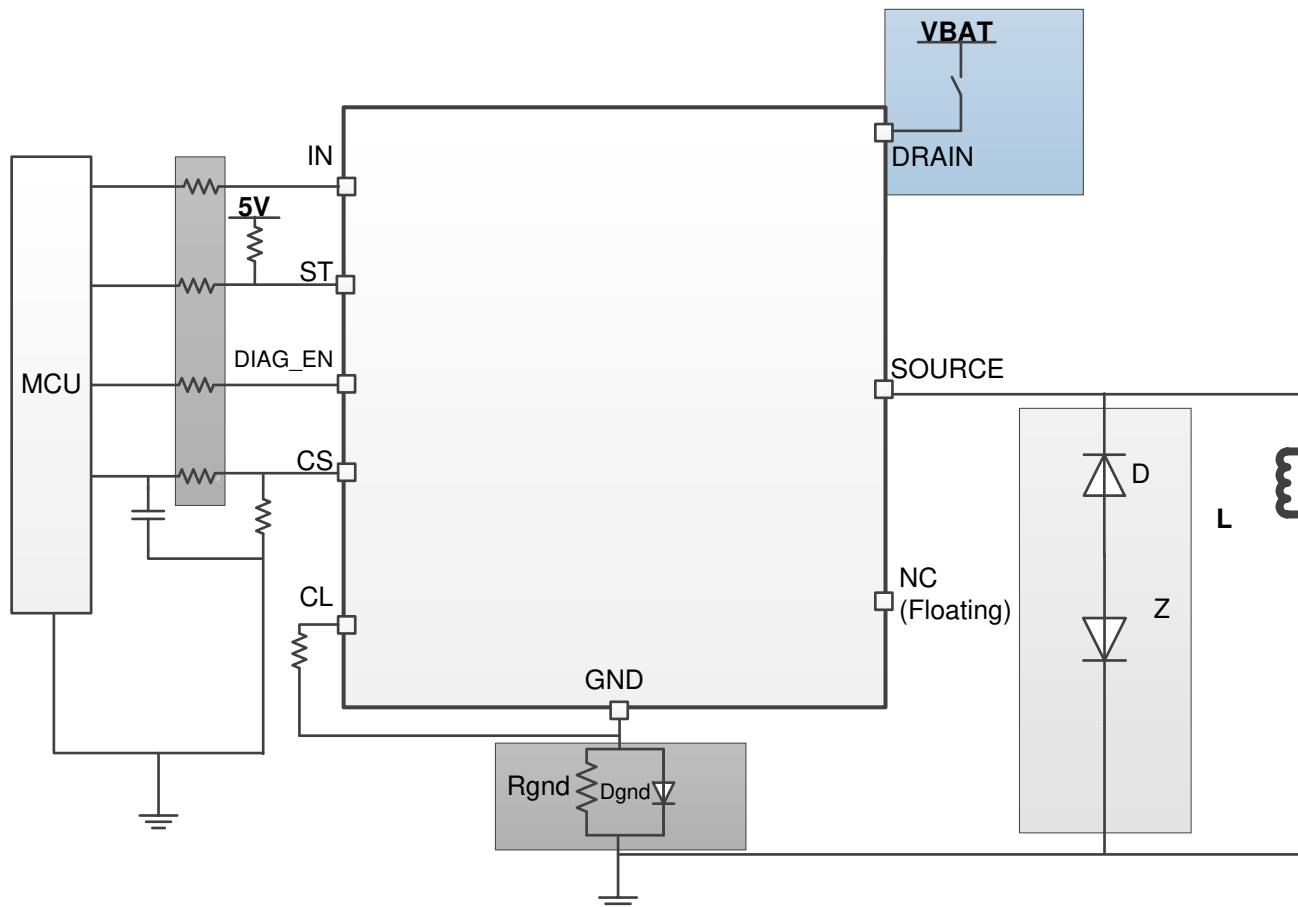 VBAT
DRAIN
IN
5V
ST
DIAG_EN
MCU
SOURCE
CS
D
L
CL
NC
(Floating)
Z
GND
Rgnd
Dgnd